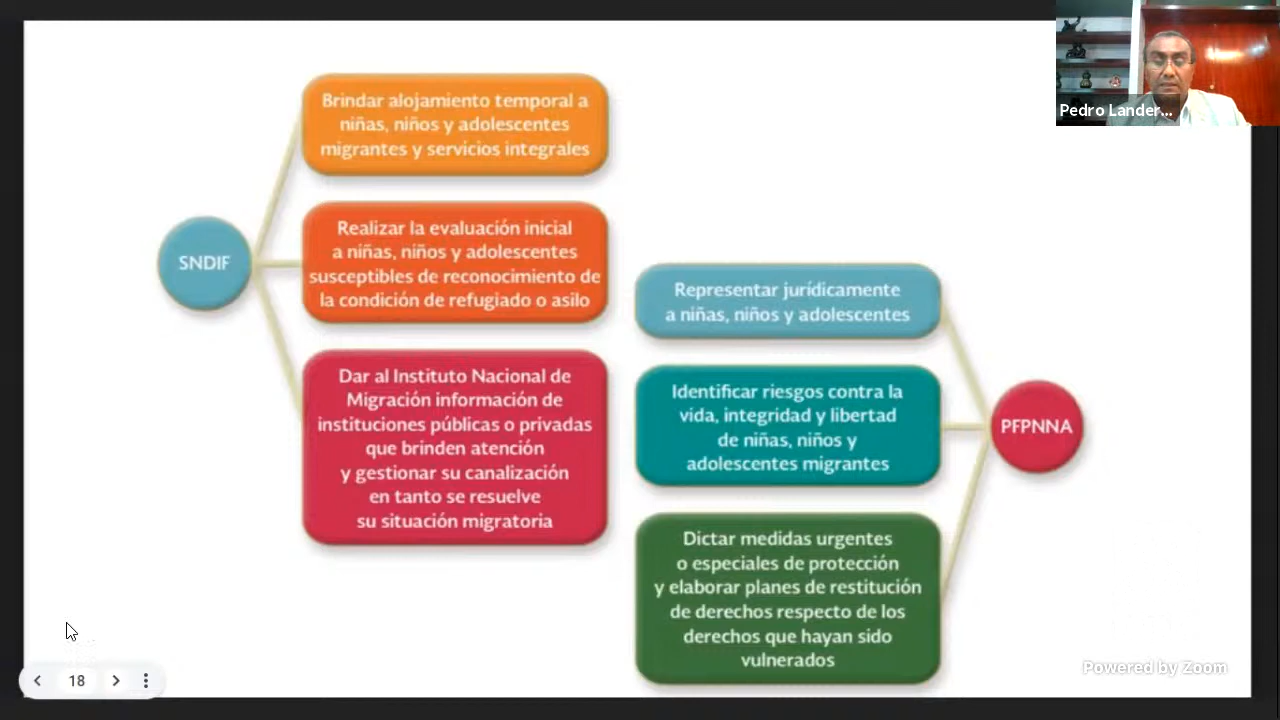 Brindar alojamiento temporal a
niñas, niños y adolescentes
migrantes y servicios integrales
SNDIF
Realizar la evaluación inicial
a niñas, niños y adolescentes
susceptibles de reconocimiento de
la condición de refugiado o asilo
Dar al Instituto Nacional de
Migración información de
instituciones públicas o privadas
que brinden atención
y gestionar su canalización
en tanto se resuelve
su situación migratoria
Representar jurídicamente
a niñas, niños y adolescentes
Identificar riesgos contra la
vida, integridad y libertad
de niñas, niños y
adolescentes migrantes
PFPNNA
Dictar medidas urgentes
o especiales de protección
y elaborar planes de restitución
de derechos respecto de los
derechos que hayan sido
vulnerados
Pedro Lander...
18
Powered by Zoom